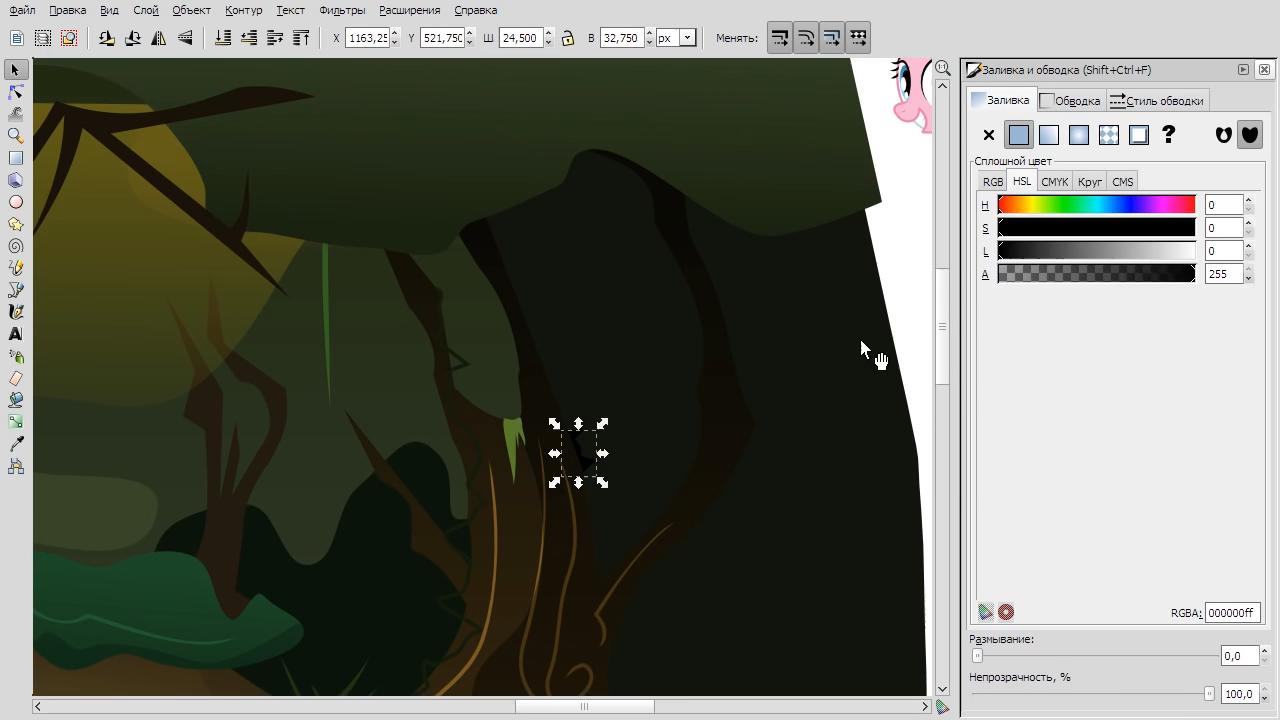 Файл Правка Вид Слой Объект Контур Текст Фильтры Расширения Справка
X 1163,25 Y 521,750 Ш 24,500 В 32,750 px Менять:
1:1
Заливка и обводка (Shift+Ctrl+F)
Заливка Обводка Стиль обводки
?
Сплошной цвет
RGB HSL CMYK Круг CMS
H 0
S 0
L 0
A 255
RGBA: 000000ff
Размывание:
0,0
Непрозрачность, %
100,0